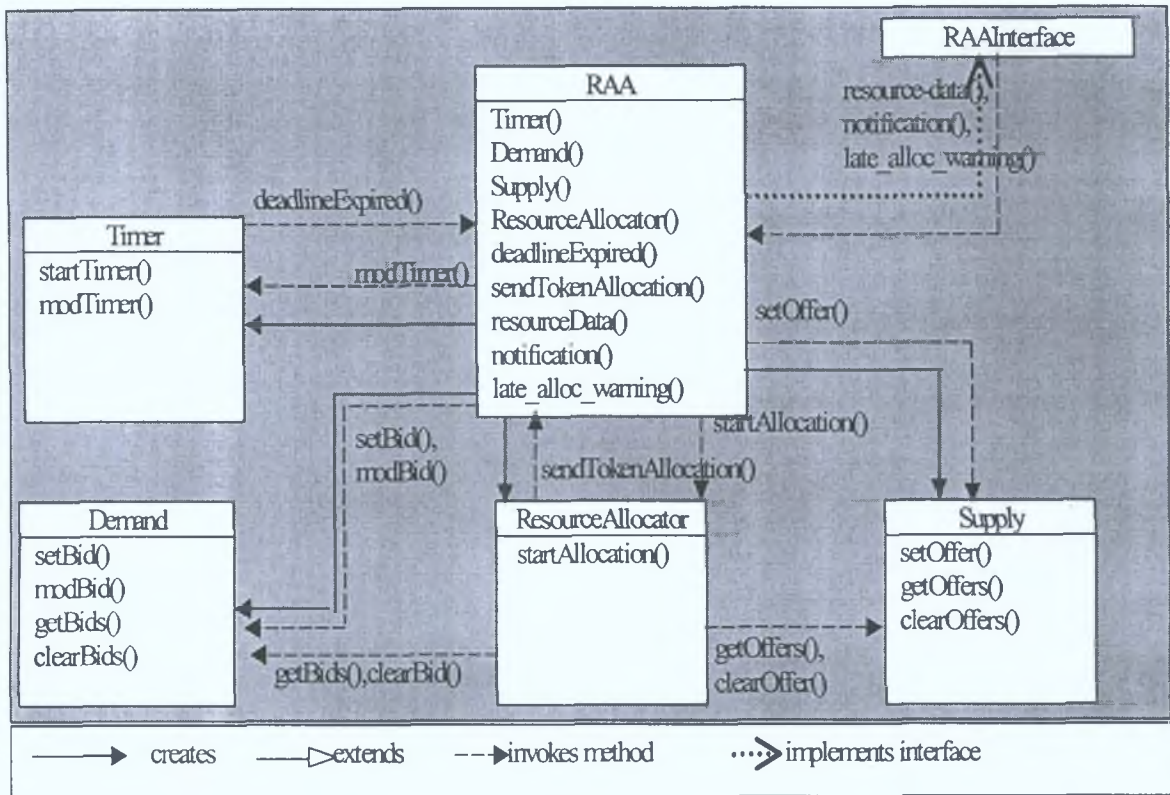 RAAInterface
resource-data(),
notification(),
late_alloc_warning()
RAA
Timer()
Demand()
Supply()
ResourceAllocator()
deadlineExpired()
sendTokenAllocation()
resourceData()
notification()
late_alloc_warning()
deadlineExpired()
Timer
startTimer()
modTimer()
modTimer()
setOffer()
setBid(),
modBid()
startAllocation()
sendTokenAllocation()
Demand
setBid()
modBid()
getBids()
clearBids()
ResourceAllocator
startAllocation()
Supply
setOffer()
getOffers()
clearOffers()
getBids(),clearBid()
getOffers(),
clearOffer()
creates
extends
invokes method
implements interface